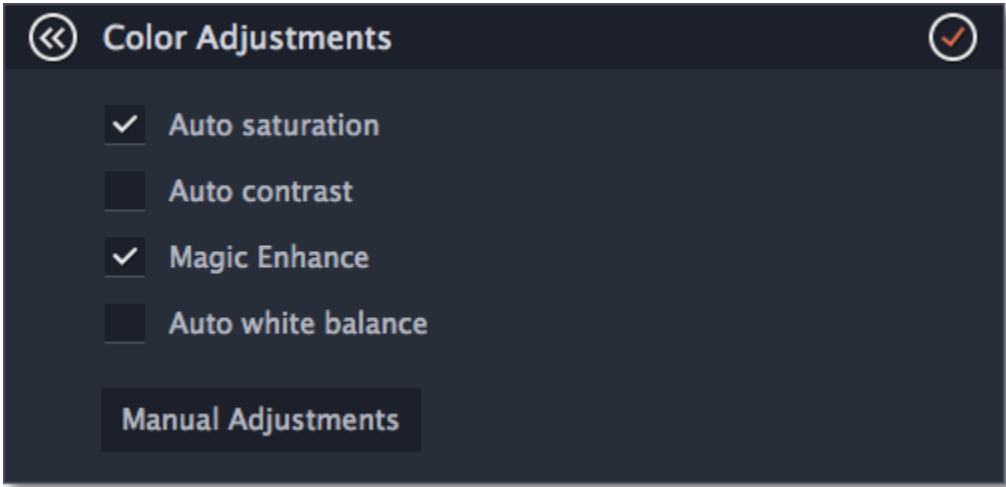 Color Adjustments
Auto saturation
Auto contrast
Magic Enhance
Auto white balance
Manual Adjustments